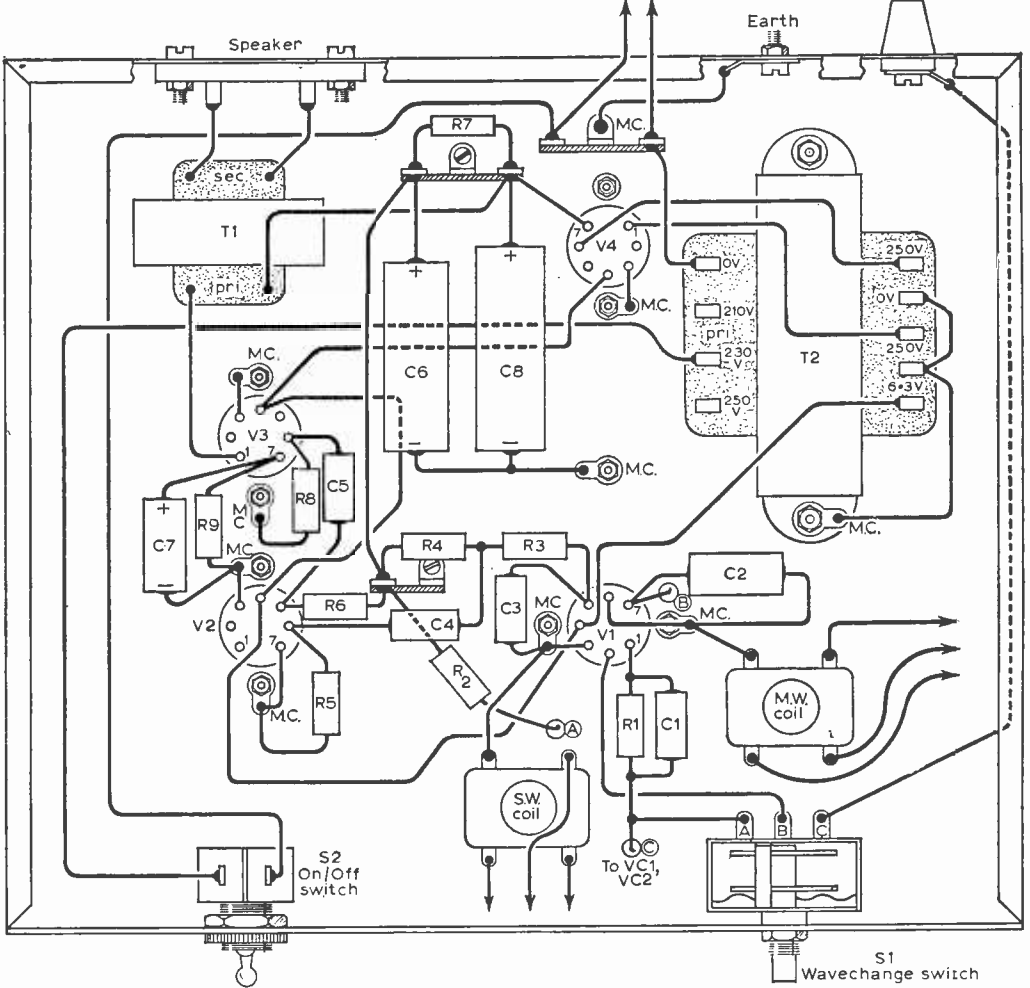 Speaker
Earth
R7
M.C.
sec
T1
pri.
7
1
V4
M.C.
0V
210V
pri
230
V
250
V
T2
250V
0V
250V
6·3V
M.C.
C6
C8
+
+
–
–
M.C.
M.C.
V3
1
7
R8
C5
M
C
R9
+
C7
–
MC
R4
R3
R6
C4
C3
MC
C2
B
7
M.C.
V2
1
7
V1
1
R5
M.C.
R2
A
R1
C1
M.W.
coil
S.W.
coil
A
B
C
C
To VC1,
VC2
S2
On/Off
switch
S1
Wavechange switch